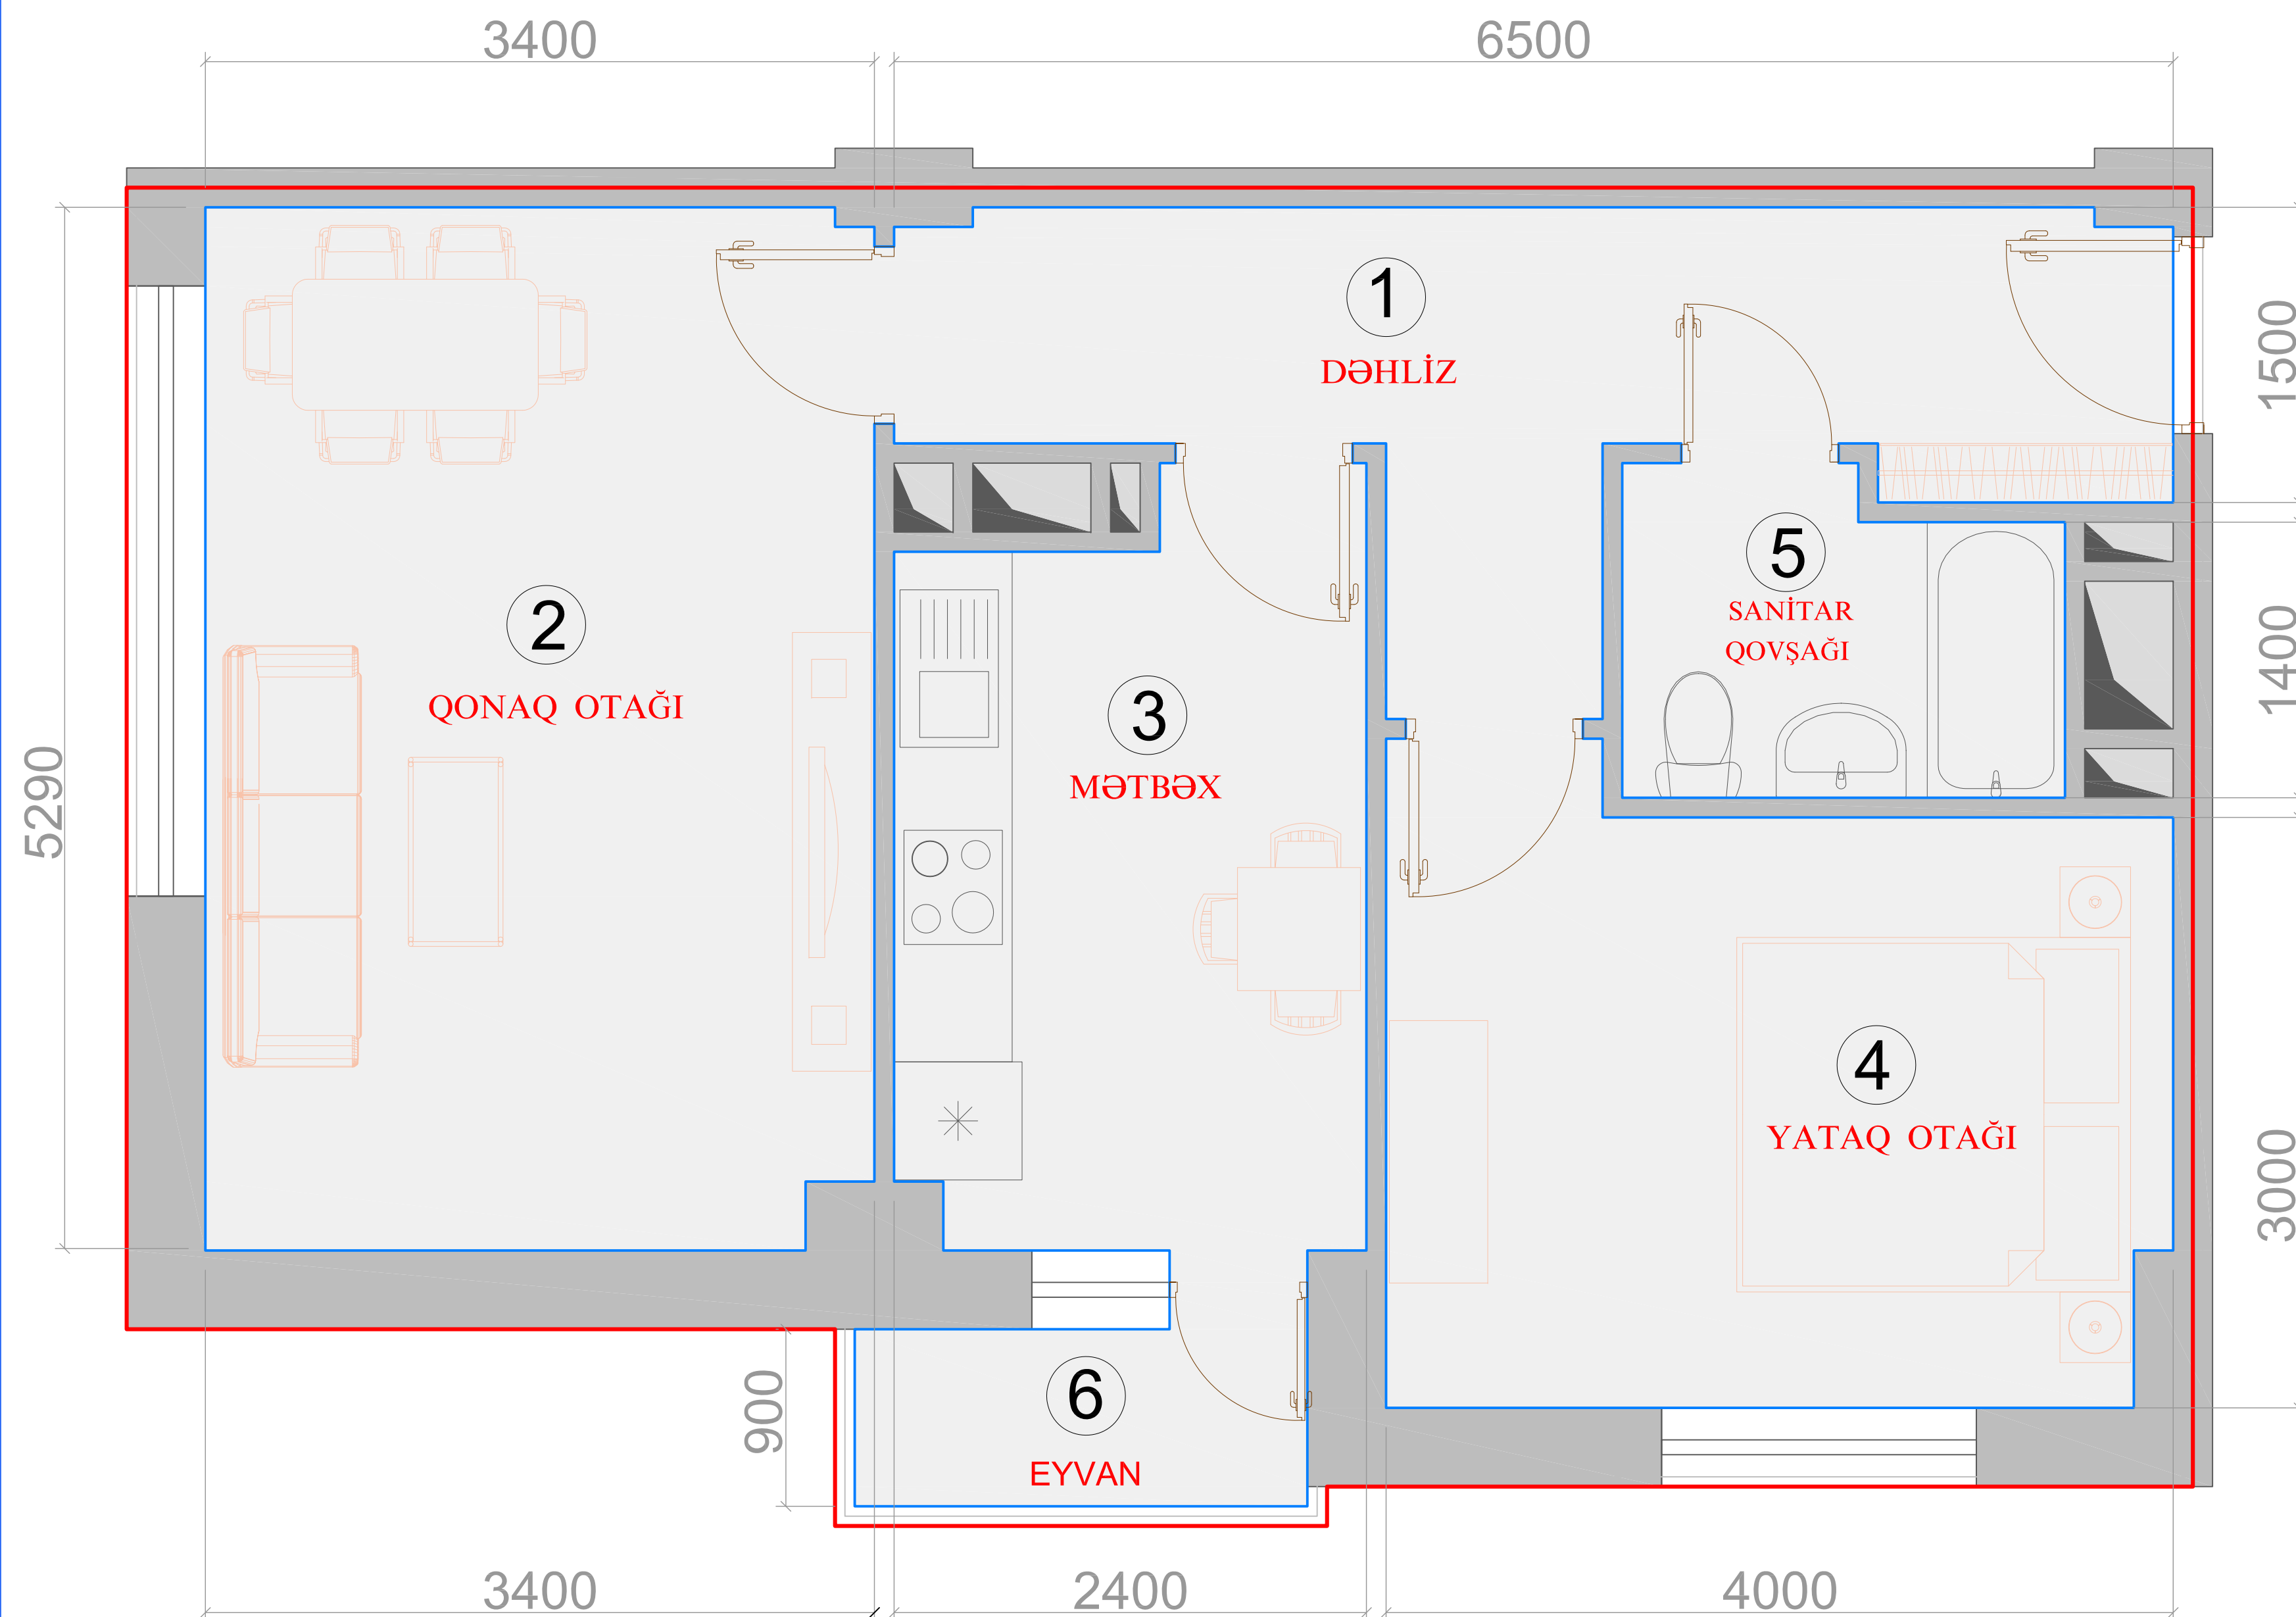 3400
6500
1
DƏHLİZ
1500
5
SANİTAR
QOVŞAĞI
2
QONAQ OTAĞI
3
MƏTBƏX
1400
5290
4
YATAQ OTAĞI
3000
6
EYVAN
900
3400
2400
4000